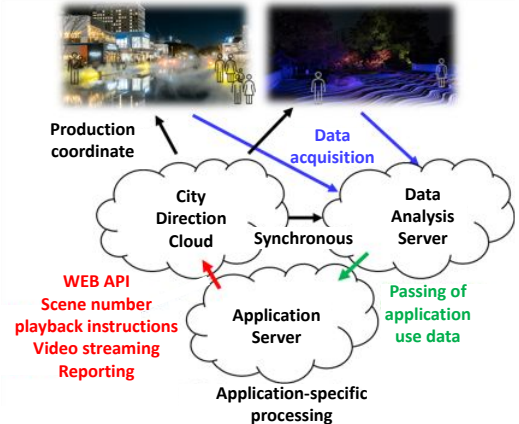 Production
coordinate
Data
acquisition
City
Direction
Cloud
Synchronous
Data
Analysis
Server
WEB API
Scene number
playback instructions
Video streaming
Reporting
Application
Server
Passing of
application
use data
Application-specific
processing